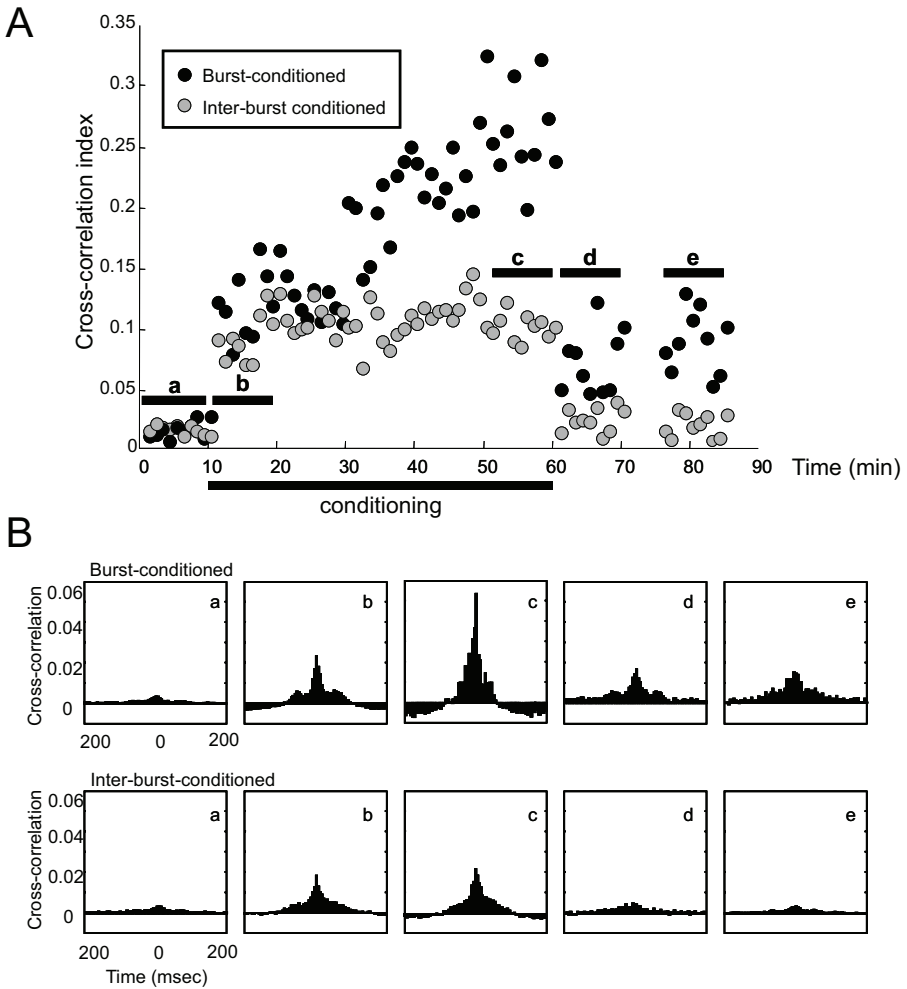 A
0.35
0.3
0.25
0.2
0.15
0.1
0.05
0
Cross-correlation index
Burst-conditioned
Inter-burst conditioned
a
b
c
d
e
0 10 20 30 40 50 60 70 80 90 Time (min)
conditioning
B
Burst-conditioned
Cross-correlation
0.06
0.04
0.02
0
a b c d e
200 0 200
Inter-burst-conditioned
Cross-correlation
0.06
0.04
0.02
0
a b c d e
200 0 200
Time (msec)